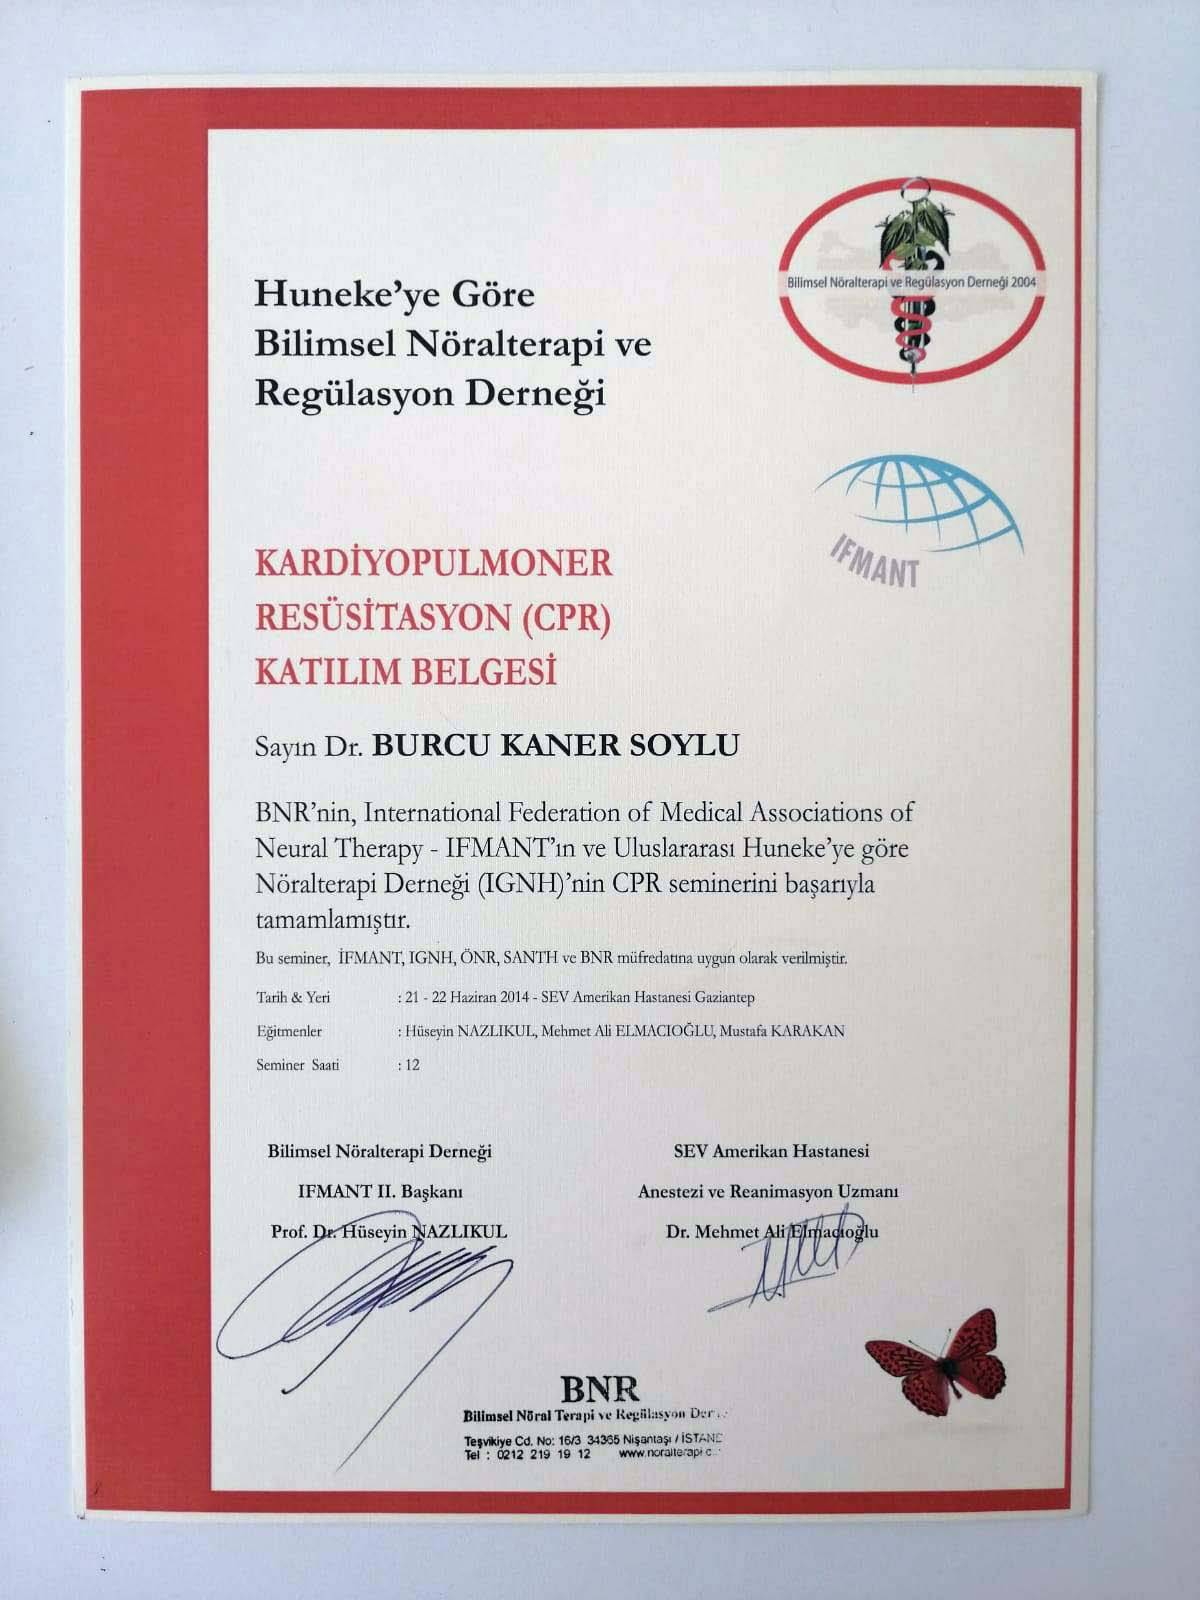 Bilimsel Nöralterapi ve Regülasyon Derneği 2004
Huneke’ye Göre
Bilimsel Nöralterapi ve
Regülasyon Derneği
IFMANT
KARDİYOPULMONER
RESÜSİTASYON (CPR)
KATILIM BELGESİ
Sayın Dr. BURCU KANER SOYLU
BNR’nin, International Federation of Medical Associations of
Neural Therapy - IFMANT’ın ve Uluslararası Huneke’ye göre
Nöralterapi Derneği (IGNH)’nin CPR seminerini başarıyla
tamamlamıştır.
Bu seminer, İFMANT, IGNH, ÖNR, SANTH ve BNR müfredatına uygun olarak verilmiştir.
Tarih & Yeri : 21 - 22 Haziran 2014 - SEV Amerikan Hastanesi Gaziantep
Eğitmenler : Hüseyin NAZLIKUL, Mehmet Ali ELMACIOĞLU, Mustafa KARAKAN
Seminer Saati : 12
Bilimsel Nöralterapi Derneği
IFMANT II. Başkanı
Prof. Dr. Hüseyin NAZLIKUL
SEV Amerikan Hastanesi
Anestezi ve Reanimasyon Uzmanı
Dr. Mehmet Ali Elmacıoğlu
BNR
Bilimsel Nöral Terapi ve Regülasyon Der
Teşvikiye Cd. No: 16/3 34365 Nişantaşı / İSTAN
Tel : 0212 219 19 12 www.noralterapi.c